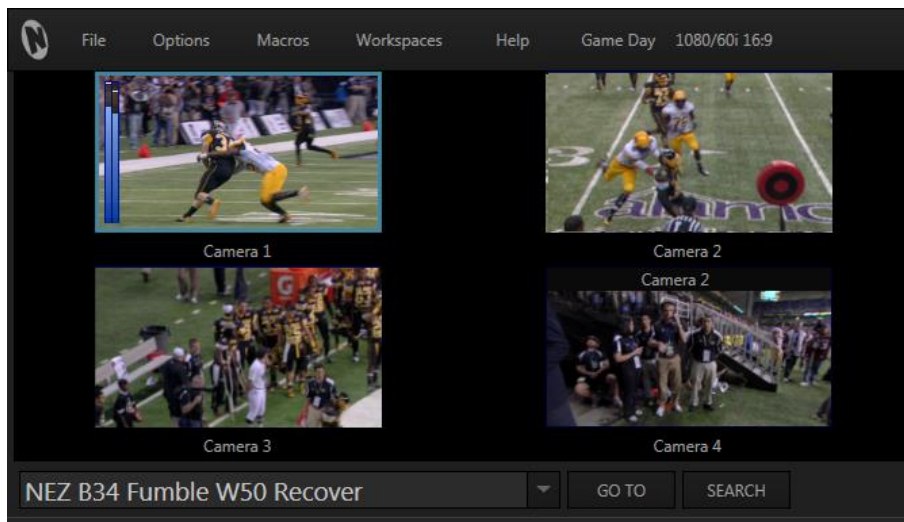 N File Options Macros Workspaces Help Game Day 1080/60i 16:9
Camera 1 Camera 2
Camera 2
Camera 3 Camera 4
NEZ B34 Fumble W50 Recover GO TO SEARCH